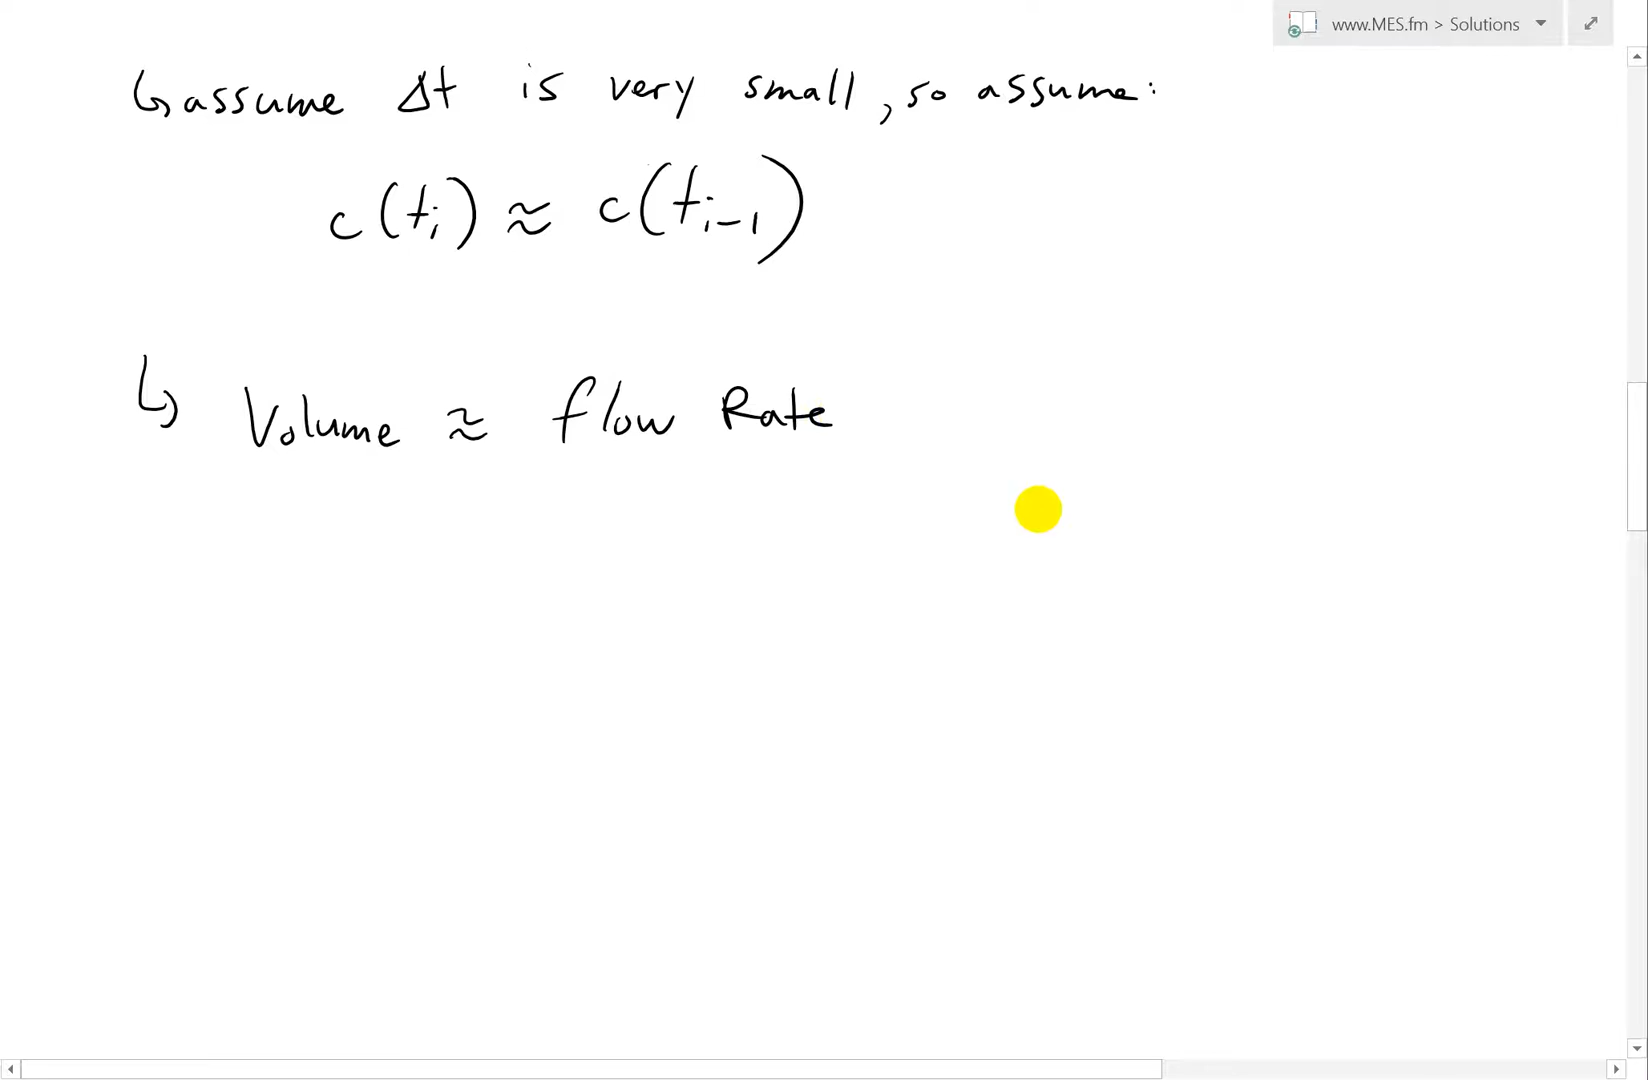 www.MES.fm > Solutions
↳ assume Δt is very small, so assume:
c(tᵢ) ≈ c(tᵢ₋₁)
↳ Volume ≈ flow Rate